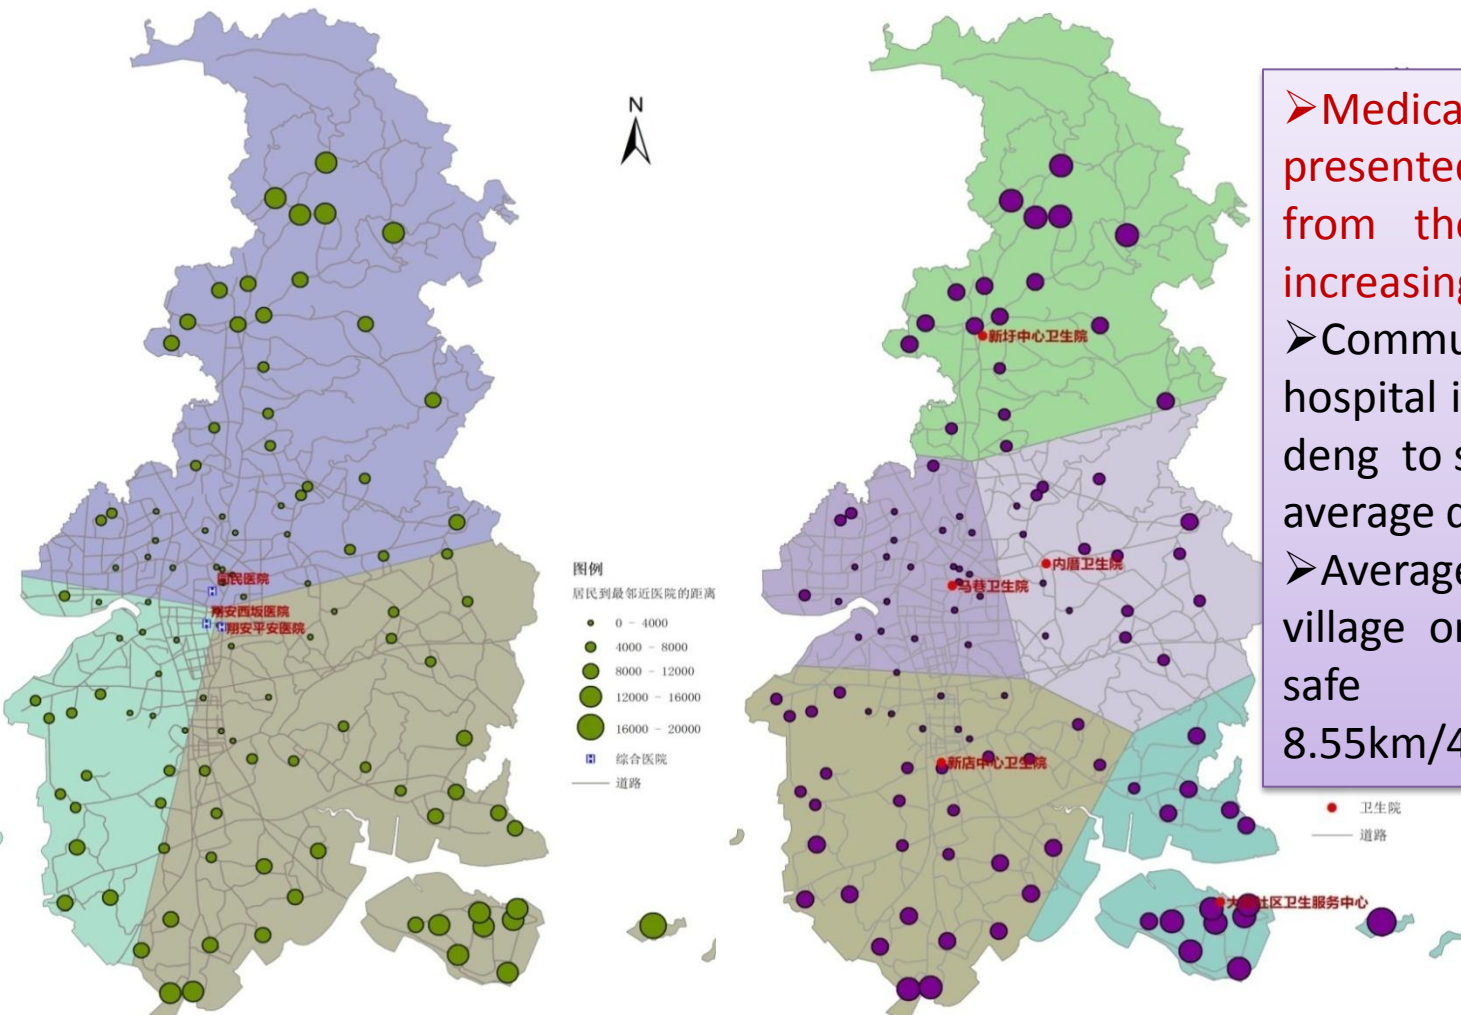 N
民医院
翔安西坂医院
翔安平安医院
图例
居民到最邻近医院的距离
0 - 4000
4000 - 8000
8000 - 12000
12000 - 16000
16000 - 20000
H 综合医院
道路
新圩中心卫生院
内厝卫生院
马巷卫生院
新店中心卫生院
社区卫生服务中心
卫生院
道路
➢Medica
presented
from the
increasing
➢Commu
hospital i
deng to s
average d
➢Average
village or
safe
8.55km/4